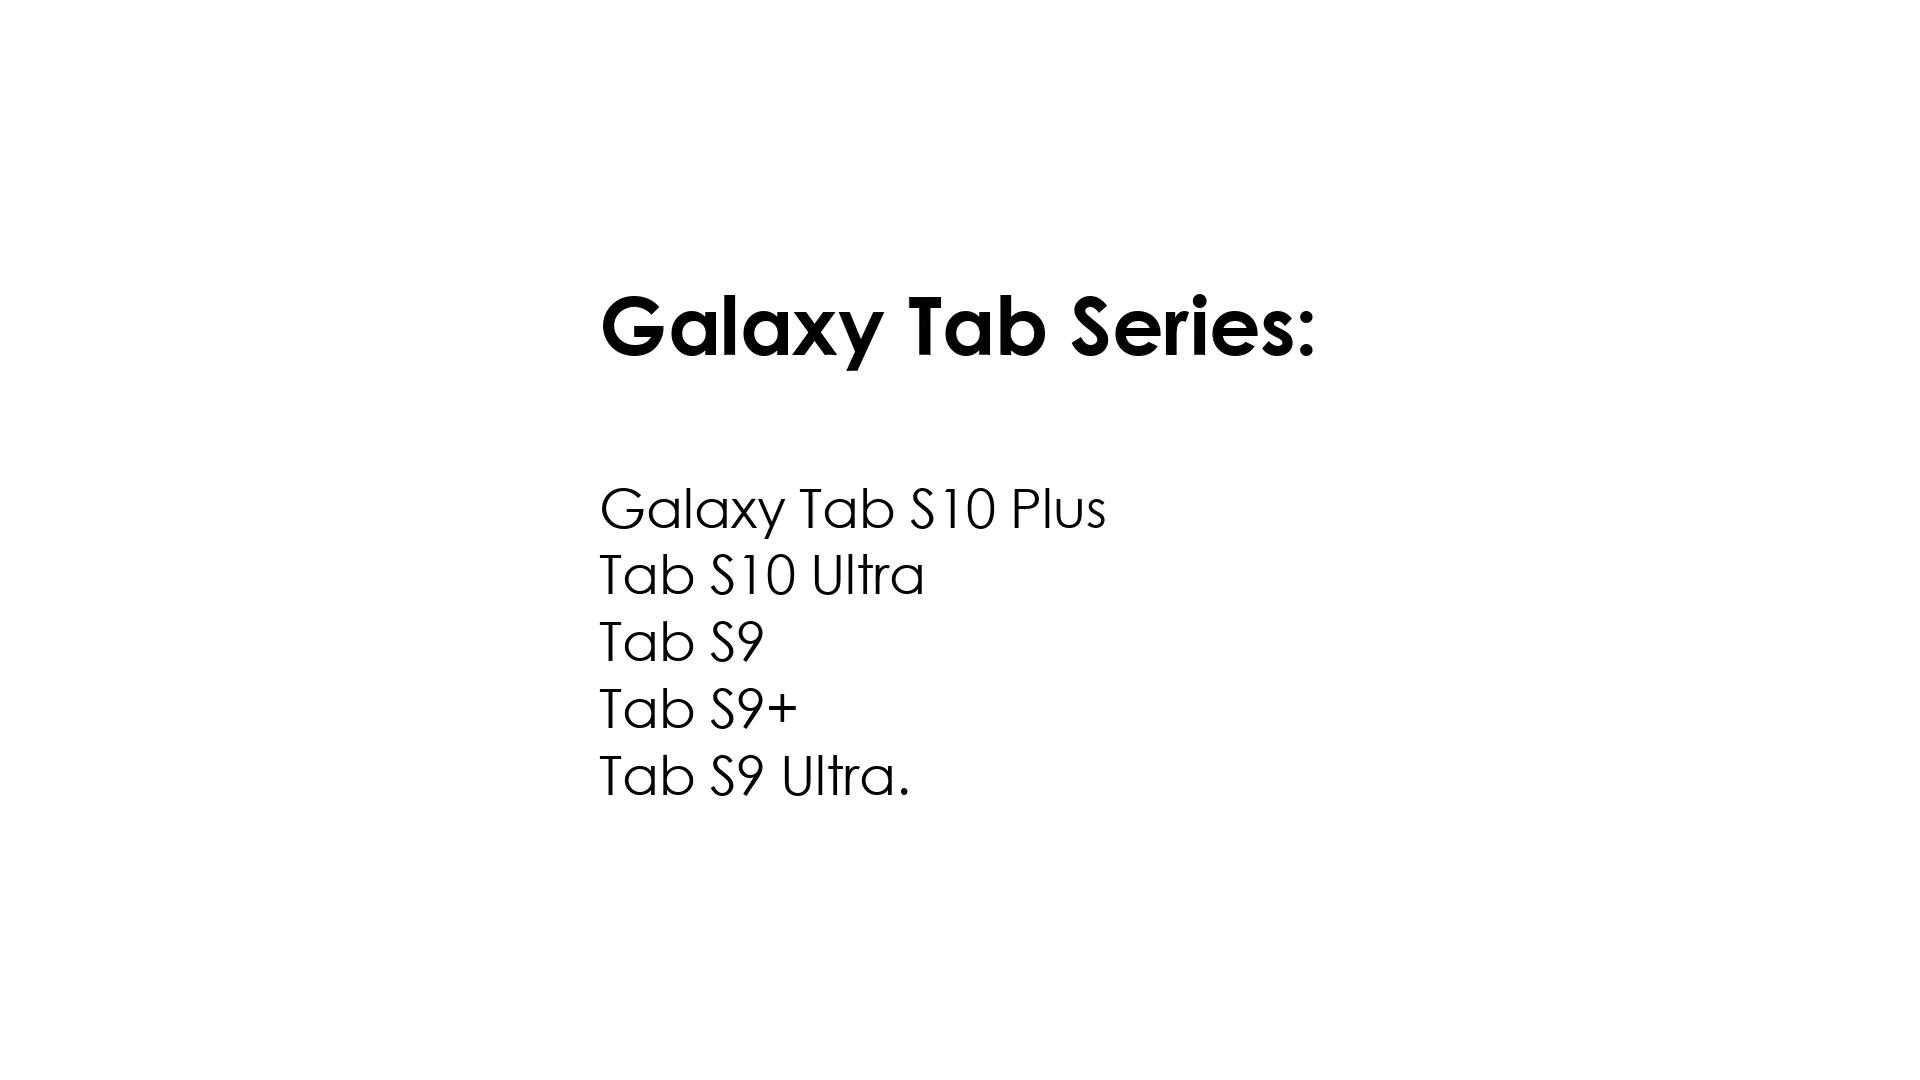 Galaxy Tab Series:
Galaxy Tab S10 Plus
Tab S10 Ultra
Tab S9
Tab S9+
Tab S9 Ultra.